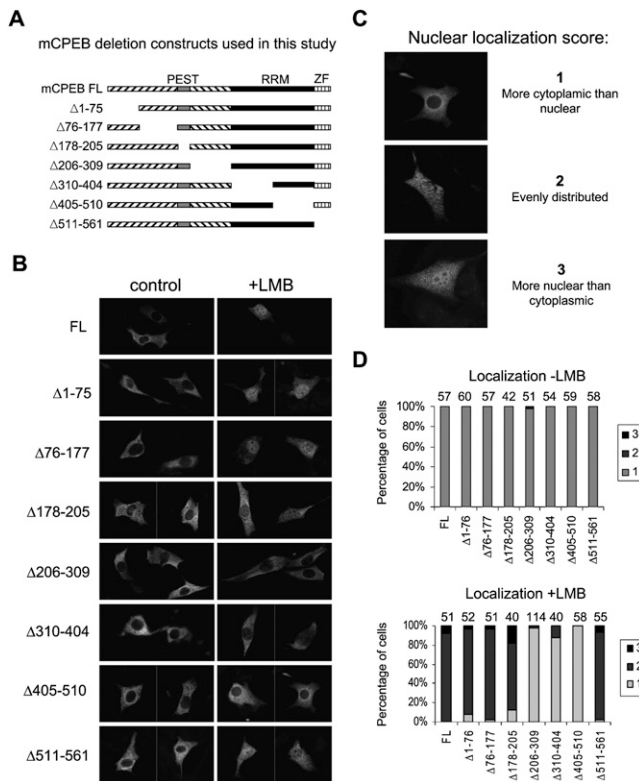 A
mCPEB deletion constructs used in this study
PEST RRM ZF
mCPEB FL
Δ1-75
Δ76-177
Δ178-205
Δ206-309
Δ310-404
Δ405-510
Δ511-561
B
control +LMB
FL
Δ1-75
Δ76-177
Δ178-205
Δ206-309
Δ310-404
Δ405-510
Δ511-561
C
Nuclear localization score:
1
More cytoplamic than
nuclear
2
Evenly distributed
3
More nuclear than
cytoplasmic
D
Localization -LMB
57 60 57 42 51 54 59 58
100%
80%
60%
40%
20%
0%
Percentage of cells
FL Δ1-76 Δ76-177 Δ178-205 Δ206-309 Δ310-404 Δ405-510 Δ511-561
3
2
1
Localization +LMB
51 52 51 40 114 40 58 55
100%
80%
60%
40%
20%
0%
Percentage of cells
FL Δ1-76 Δ76-177 Δ178-205 Δ206-309 Δ310-404 Δ405-510 Δ511-561
3
2
1